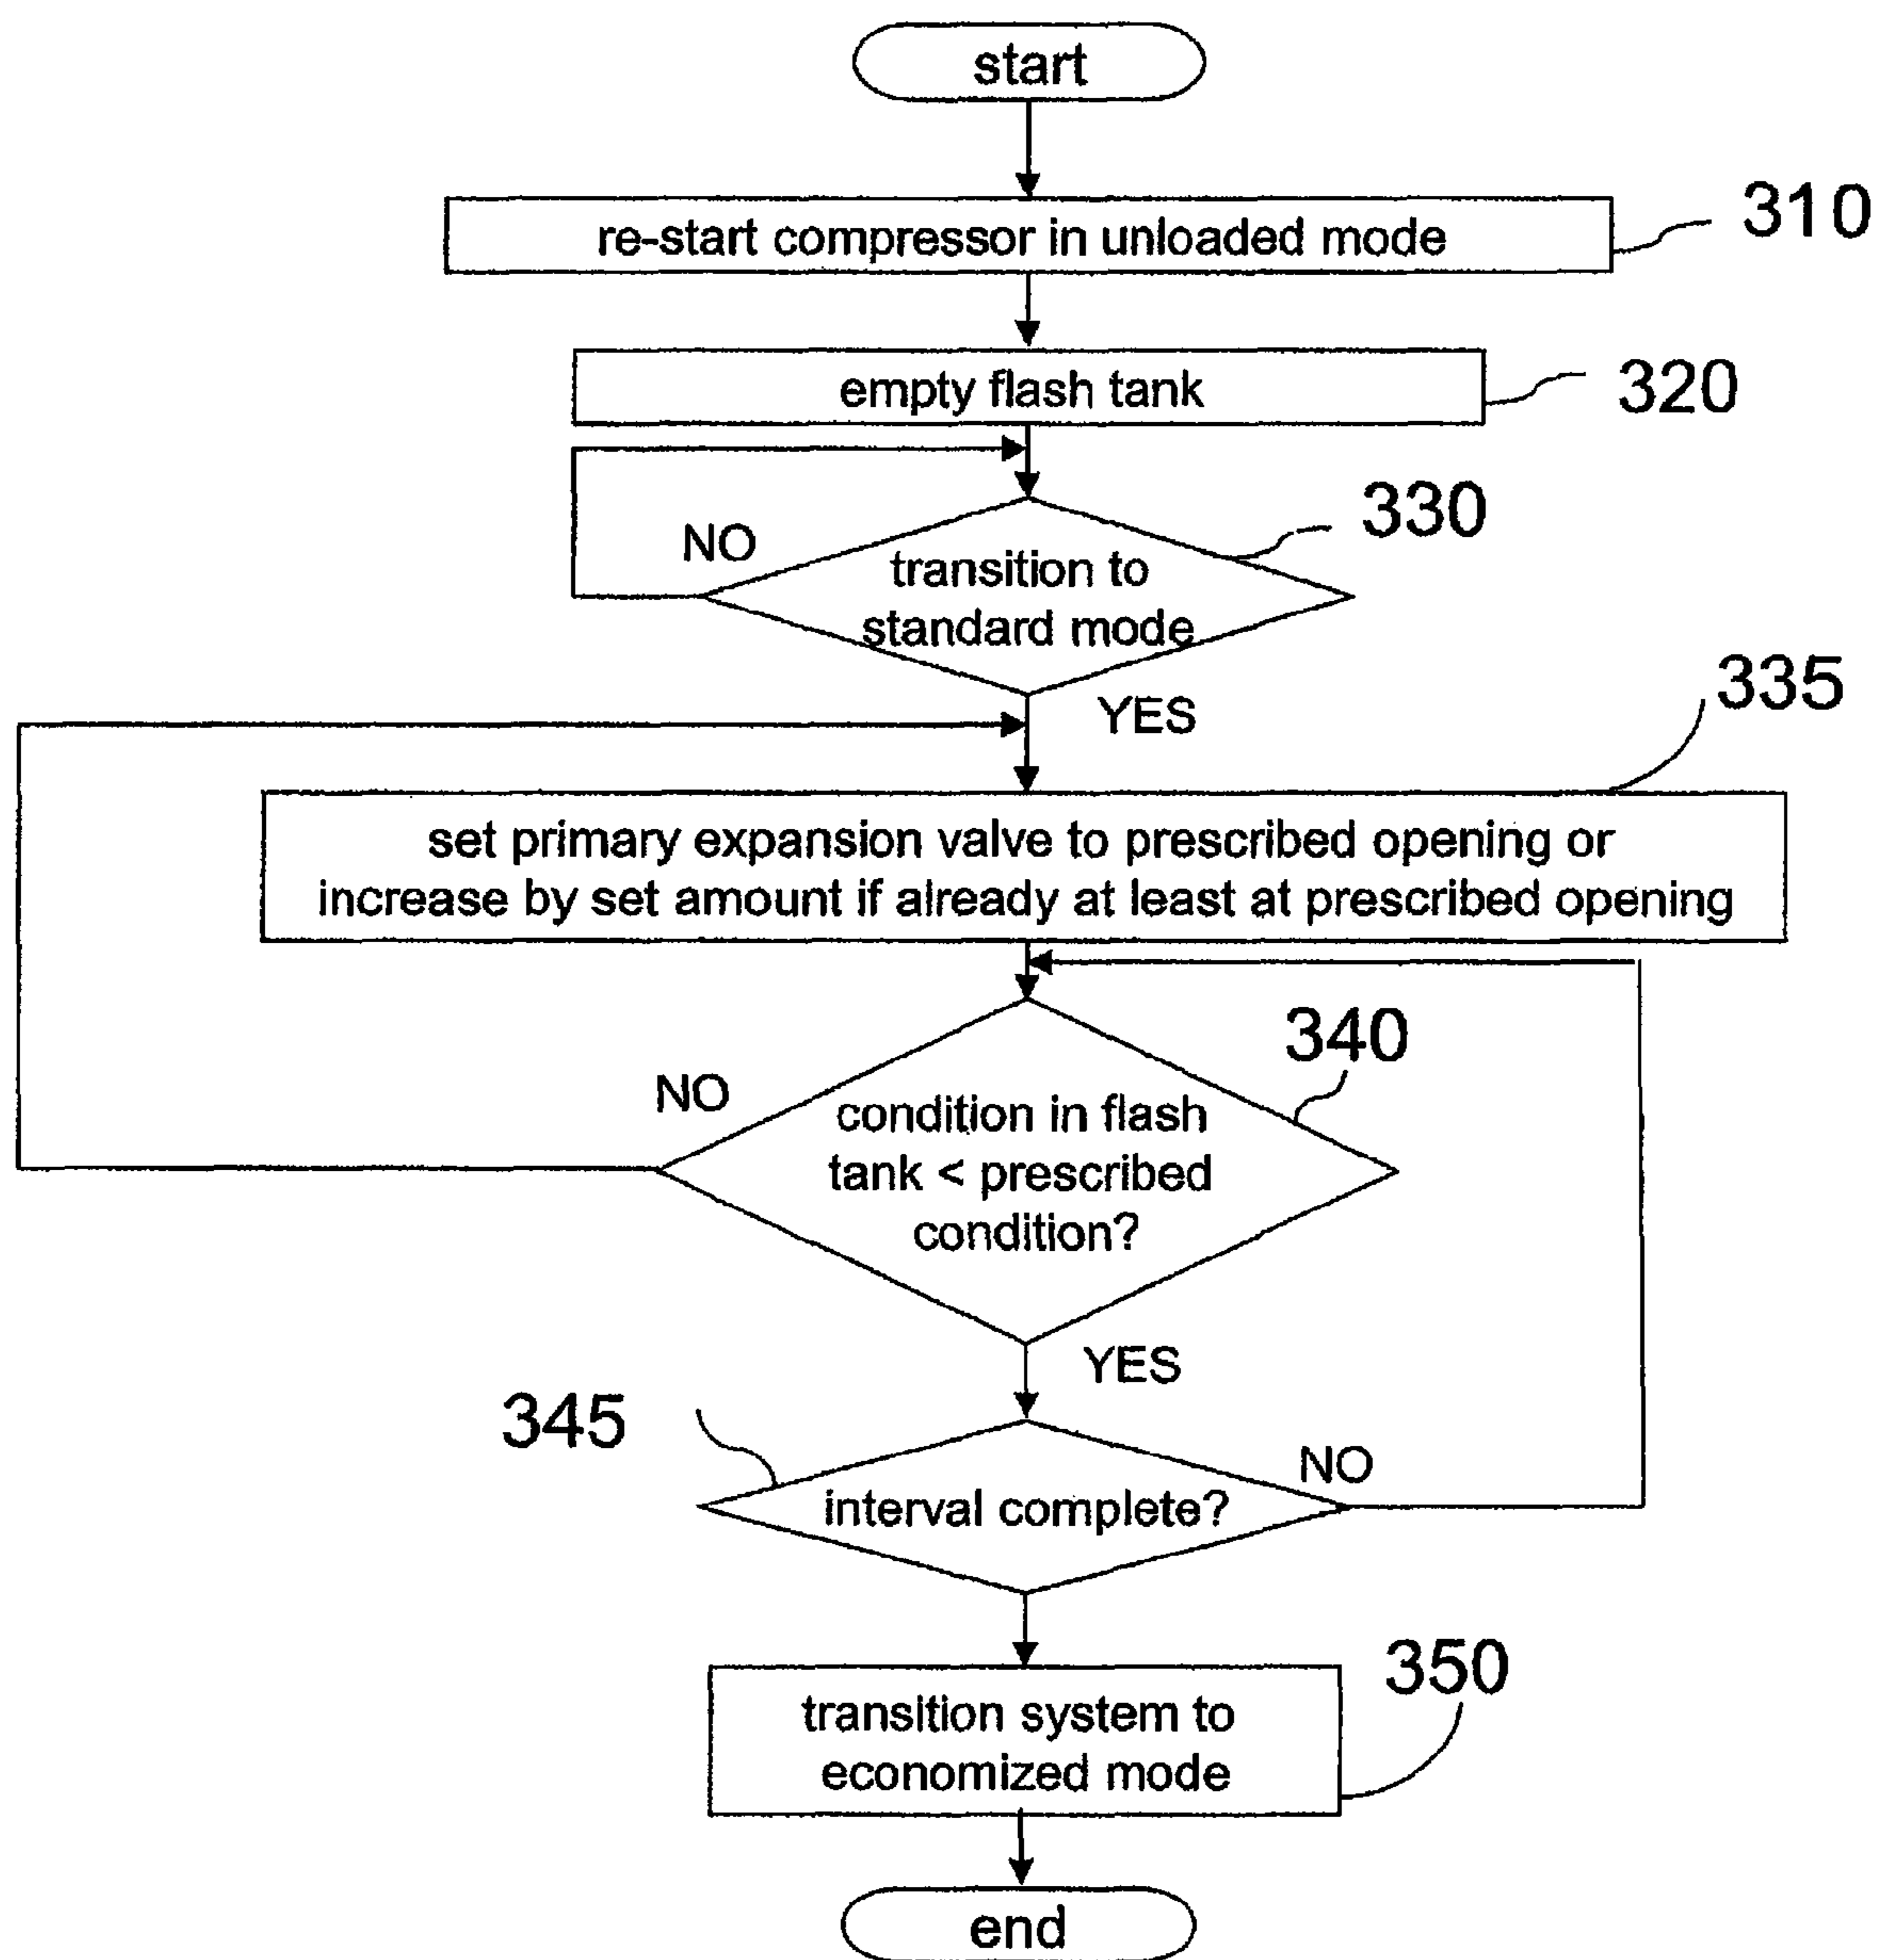 start
re-start compressor in unloaded mode
310
empty flash tank
320
330
NO
transition to
standard mode
YES
335
set primary expansion valve to prescribed opening or
increase by set amount if already at least at prescribed opening
340
NO
condition in flash
tank < prescribed
condition?
YES
345
NO
interval complete?
350
transition system to
economized mode
end